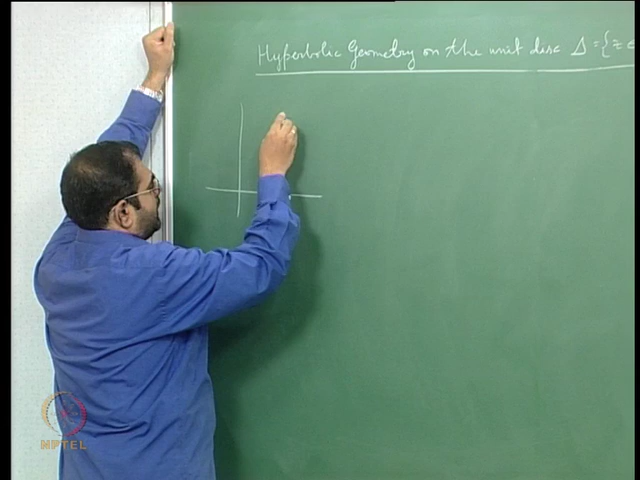 Hyperbolic Geometry on the unit disc Δ = {z ∈
NPTEL